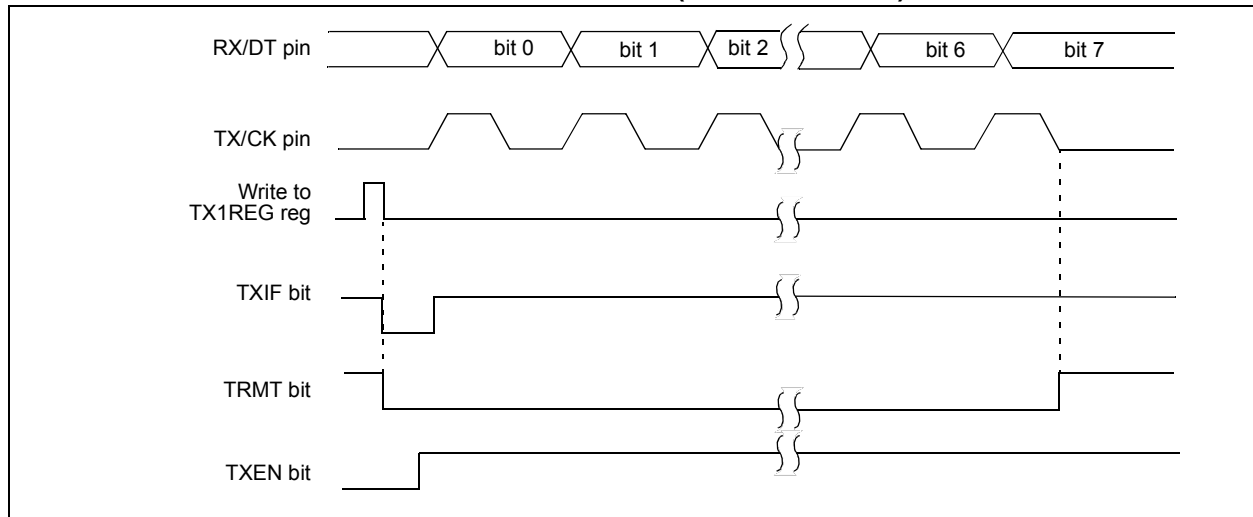 RX/DT pin
bit 0
bit 1
bit 2
bit 6
bit 7
TX/CK pin
Write to
TX1REG reg
TXIF bit
TRMT bit
TXEN bit